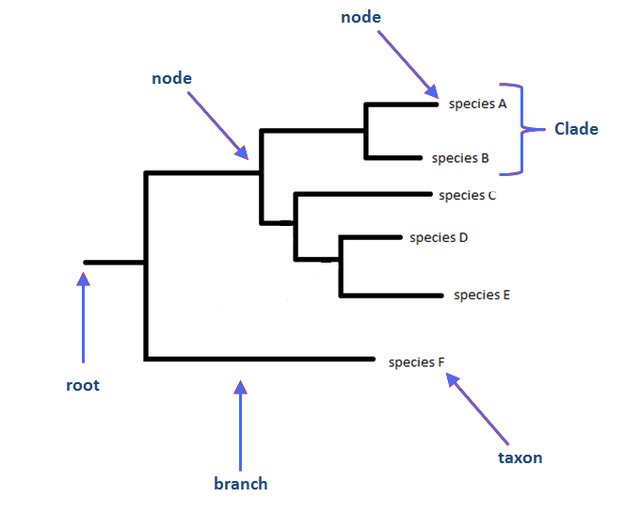 node
node
species A
Clade
species B
species C
species D
species E
root
species F
taxon
branch